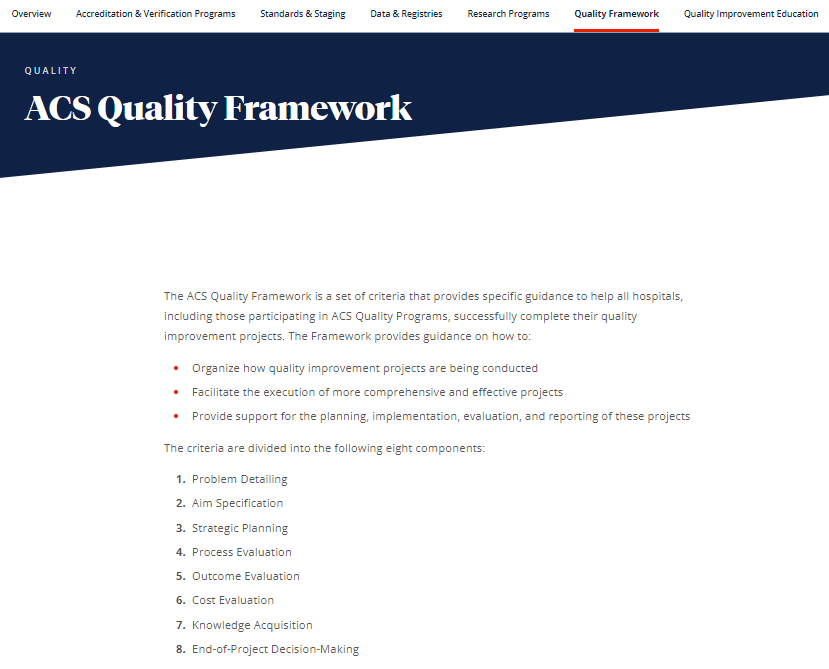 Overview Accreditation & Verification Programs Standards & Staging Data & Registries Research Programs Quality Framework Quality Improvement Education
QUALITY
ACS Quality Framework
The ACS Quality Framework is a set of criteria that provides specific guidance to help all hospitals,
including those participating in ACS Quality Programs, successfully complete their quality
improvement projects. The Framework provides guidance on how to:
Organize how quality improvement projects are being conducted
Facilitate the execution of more comprehensive and effective projects
Provide support for the planning, implementation, evaluation, and reporting of these projects
The criteria are divided into the following eight components:
1. Problem Detailing
2. Aim Specification
3. Strategic Planning
4. Process Evaluation
5. Outcome Evaluation
6. Cost Evaluation
7. Knowledge Acquisition
8. End-of-Project Decision-Making